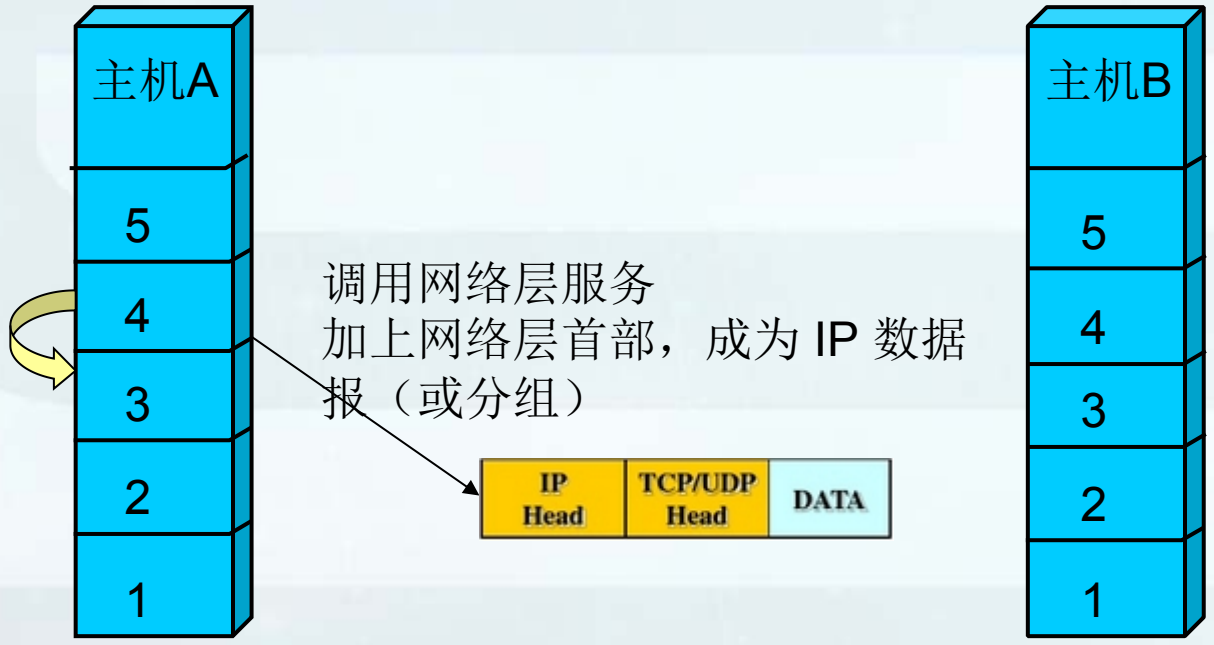 主机A
5
4
3
2
1
调用网络层服务
加上网络层首部，成为 IP 数据
报（或分组）
IP
Head
TCP/UDP
Head
DATA
主机B
5
4
3
2
1